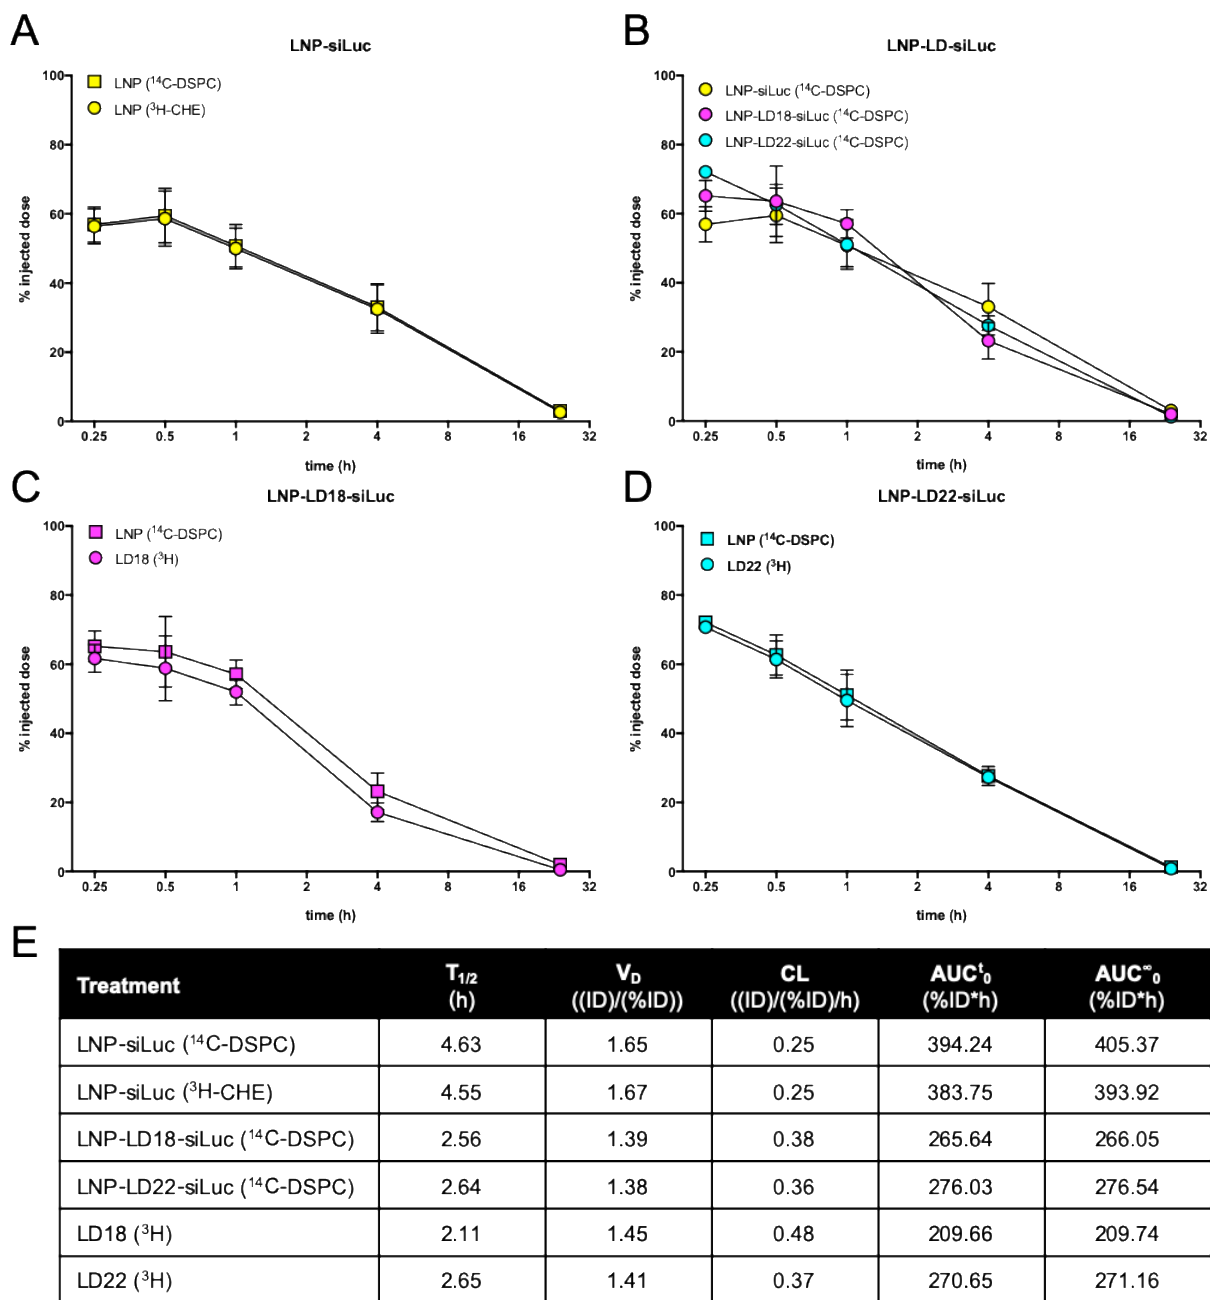 A
LNP-siLuc
100
80
60
40
20
0
% injected dose
LNP (¹⁴C-DSPC)
LNP (³H-CHE)
0.25 0.5 1 2 4 8 16 32
time (h)
B
LNP-LD-siLuc
100
80
60
40
20
0
% injected dose
LNP-siLuc (¹⁴C-DSPC)
LNP-LD18-siLuc (¹⁴C-DSPC)
LNP-LD22-siLuc (¹⁴C-DSPC)
0.25 0.5 1 2 4 8 16 32
time (h)
C
LNP-LD18-siLuc
100
80
60
40
20
0
% injected dose
LNP (¹⁴C-DSPC)
LD18 (³H)
0.25 0.5 1 2 4 8 16 32
time (h)
D
LNP-LD22-siLuc
100
80
60
40
20
0
% injected dose
LNP (¹⁴C-DSPC)
LD22 (³H)
0.25 0.5 1 2 4 8 16 32
time (h)
E
Treatment T₁/₂ (h) V_D ((ID)/(%ID)) CL ((ID)/(%ID)/h) AUCᵗ₀ (%ID*h) AUC∞₀ (%ID*h)
LNP-siLuc (¹⁴C-DSPC) 4.63 1.65 0.25 394.24 405.37
LNP-siLuc (³H-CHE) 4.55 1.67 0.25 383.75 393.92
LNP-LD18-siLuc (¹⁴C-DSPC) 2.56 1.39 0.38 265.64 266.05
LNP-LD22-siLuc (¹⁴C-DSPC) 2.64 1.38 0.36 276.03 276.54
LD18 (³H) 2.11 1.45 0.48 209.66 209.74
LD22 (³H) 2.65 1.41 0.37 270.65 271.16